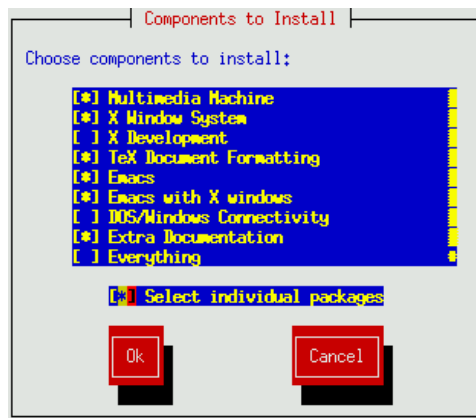 Components to Install
Choose components to install:
[*] Multimedia Machine
[*] X Window System
[ ] X Development
[*] TeX Document Formatting
[*] Emacs
[*] Emacs with X windows
[ ] DOS/Windows Connectivity
[*] Extra Documentation
[ ] Everything
[*] Select individual packages
Ok Cancel